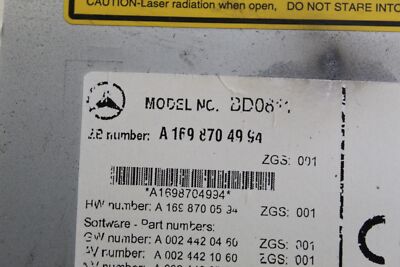 CAUTION-Laser radiation when open, DO NOT STARE INTO
MODEL NO.
number: A 169 870 49 94
ZGS: 001
*A1698704994*
HW number: A 169 870 05 94 ZGS: 001
Software - Part numbers:
number: A 002 442 04 60 ZGS: 001
number: A 002 442 10 60 ZGS: 001
number: A 002